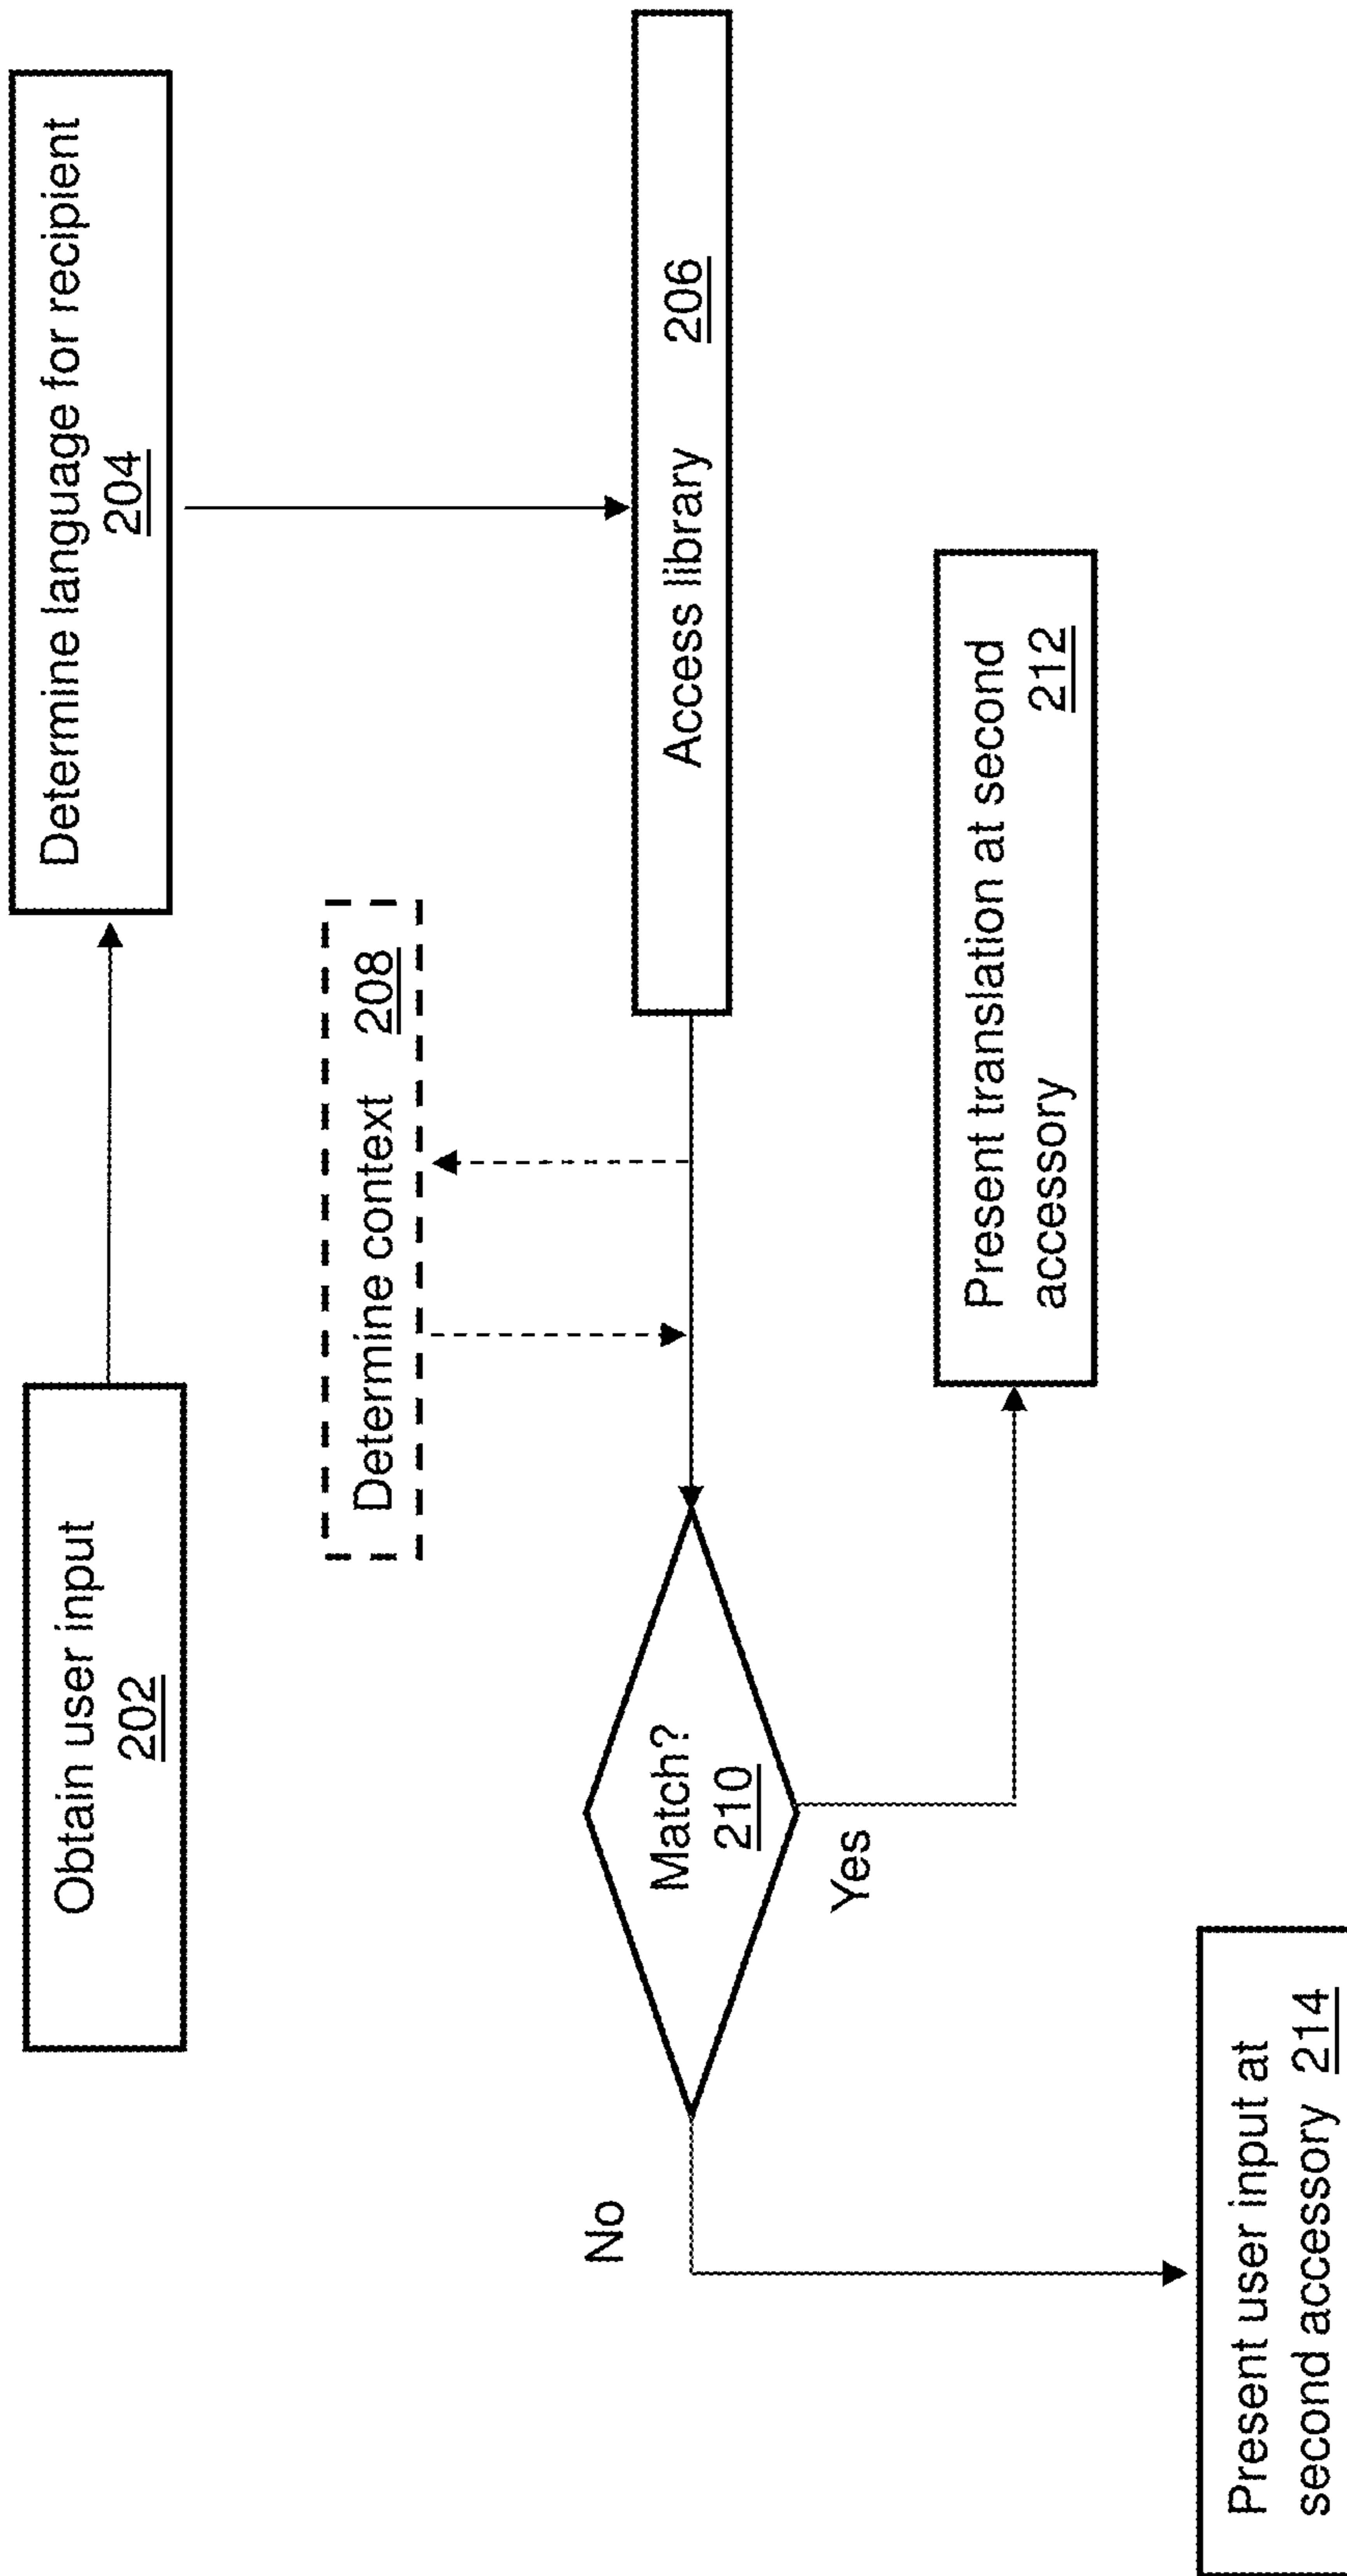 Obtain user input
202
Determine language for recipient
204
Determine context 208
Access library 206
Match?
210
No
Yes
Present translation at second
accessory 212
Present user input at
second accessory 214